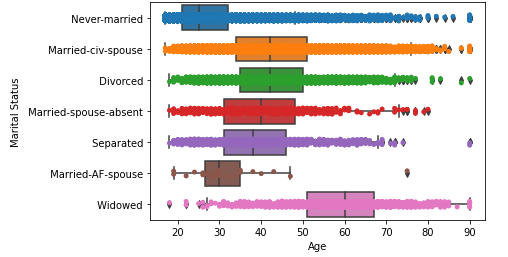 Never-married
Married-civ-spouse
Divorced
Married-spouse-absent
Separated
Married-AF-spouse
Widowed
Marital Status
20 30 40 50 60 70 80 90
Age